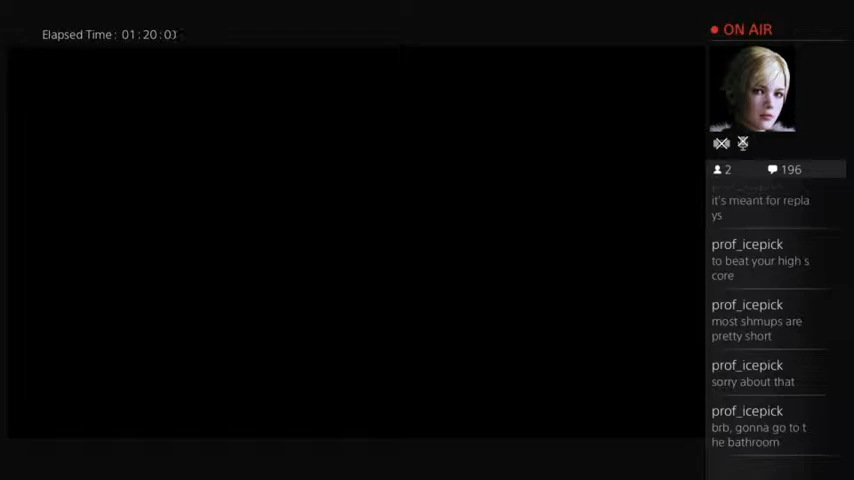 Elapsed Time: 01:20:03
ON AIR
2 196
it's meant for repla
ys
prof_icepick
to beat your high s
core
prof_icepick
most shmups are
pretty short
prof_icepick
sorry about that
prof_icepick
brb, gonna go to t
he bathroom